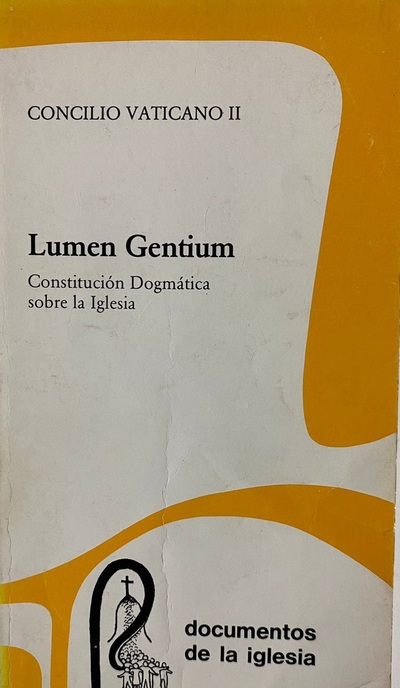 CONCILIO VATICANO II
Lumen Gentium
Constitución Dogmática
sobre la Iglesia
documentos
de la iglesia